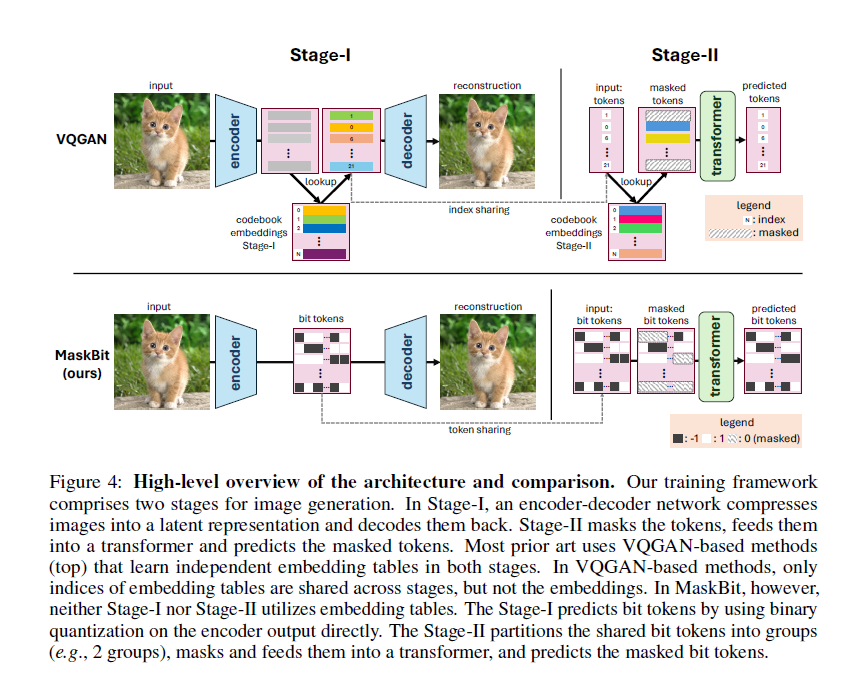 Stage-I
Stage-II
VQGAN
input
encoder
1
0
6
21
decoder
reconstruction
lookup
0
1
2
N
codebook
embeddings
Stage-I
index sharing
input:
tokens
masked
tokens
predicted
tokens
1
0
6
21
transformer
1
0
6
21
lookup
0
1
2
N
codebook
embeddings
Stage-II
legend
N : index
: masked
MaskBit
(ours)
input
encoder
bit tokens
decoder
reconstruction
token sharing
input:
bit tokens
masked
bit tokens
transformer
predicted
bit tokens
legend
: -1 : 1 : 0 (masked)
Figure 4: High-level overview of the architecture and comparison. Our training framework
comprises two stages for image generation. In Stage-I, an encoder-decoder network compresses
images into a latent representation and decodes them back. Stage-II masks the tokens, feeds them
into a transformer and predicts the masked tokens. Most prior art uses VQGAN-based methods
(top) that learn independent embedding tables in both stages. In VQGAN-based methods, only
indices of embedding tables are shared across stages, but not the embeddings. In MaskBit, however,
neither Stage-I nor Stage-II utilizes embedding tables. The Stage-I predicts bit tokens by using binary
quantization on the encoder output directly. The Stage-II partitions the shared bit tokens into groups
(e.g., 2 groups), masks and feeds them into a transformer, and predicts the masked bit tokens.